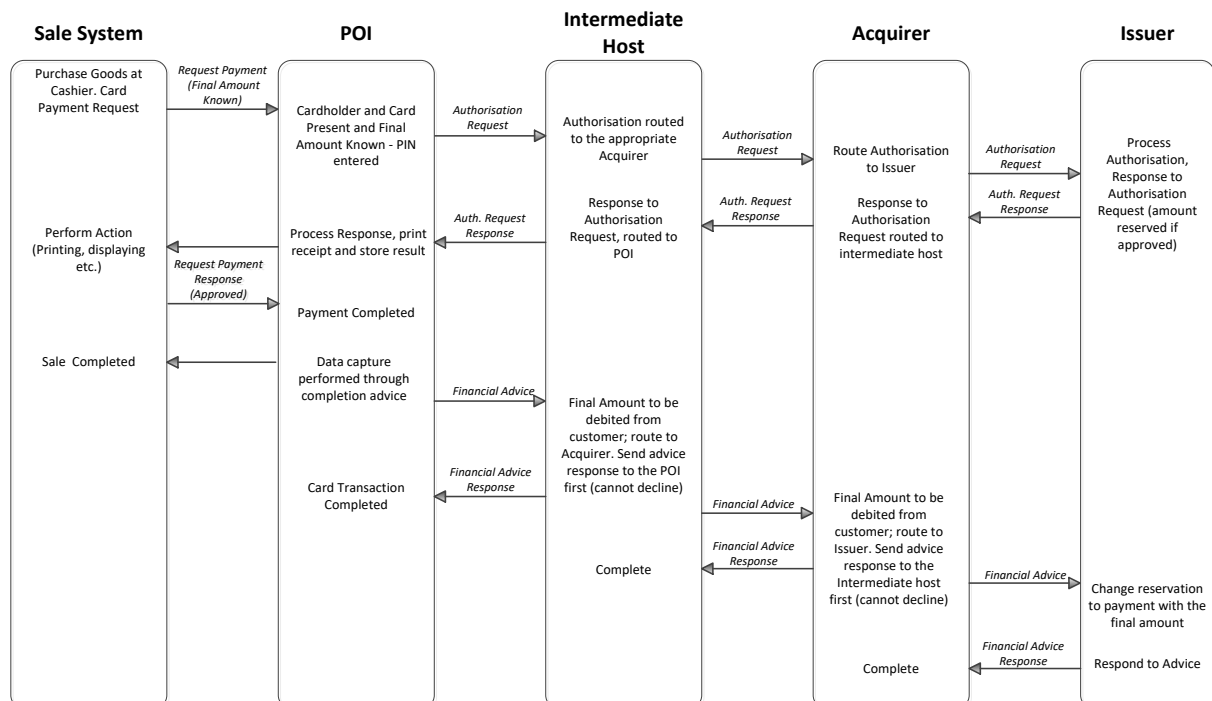 Sale System
POI
Intermediate
Host
Acquirer
Issuer
Purchase Goods at
Cashier. Card
Payment Request
Request Payment
(Final Amount
Known)
Cardholder and Card
Present and Final
Amount Known - PIN
entered
Authorisation
Request
Authorisation routed
to the appropriate
Acquirer
Authorisation
Request
Route Authorisation
to Issuer
Authorisation
Request
Process
Authorisation,
Response to
Authorisation
Request (amount
reserved if
approved)
Auth. Request
Response
Response to
Authorisation
Request routed to
intermediate host
Auth. Request
Response
Response to
Authorisation
Request, routed to
POI
Auth. Request
Response
Process Response, print
receipt and store result
Perform Action
(Printing, displaying
etc.)
Request Payment
Response
(Approved)
Payment Completed
Sale Completed
Data capture
performed through
completion advice
Financial Advice
Final Amount to be
debited from
customer; route to
Acquirer. Send advice
response to the POI
first (cannot decline)
Financial Advice
Response
Card Transaction
Completed
Financial Advice
Final Amount to be
debited from
customer; route to
Issuer. Send advice
response to the
Intermediate host
first (cannot decline)
Financial Advice
Response
Complete
Financial Advice
Change reservation
to payment with the
final amount
Financial Advice
Response
Respond to Advice
Complete